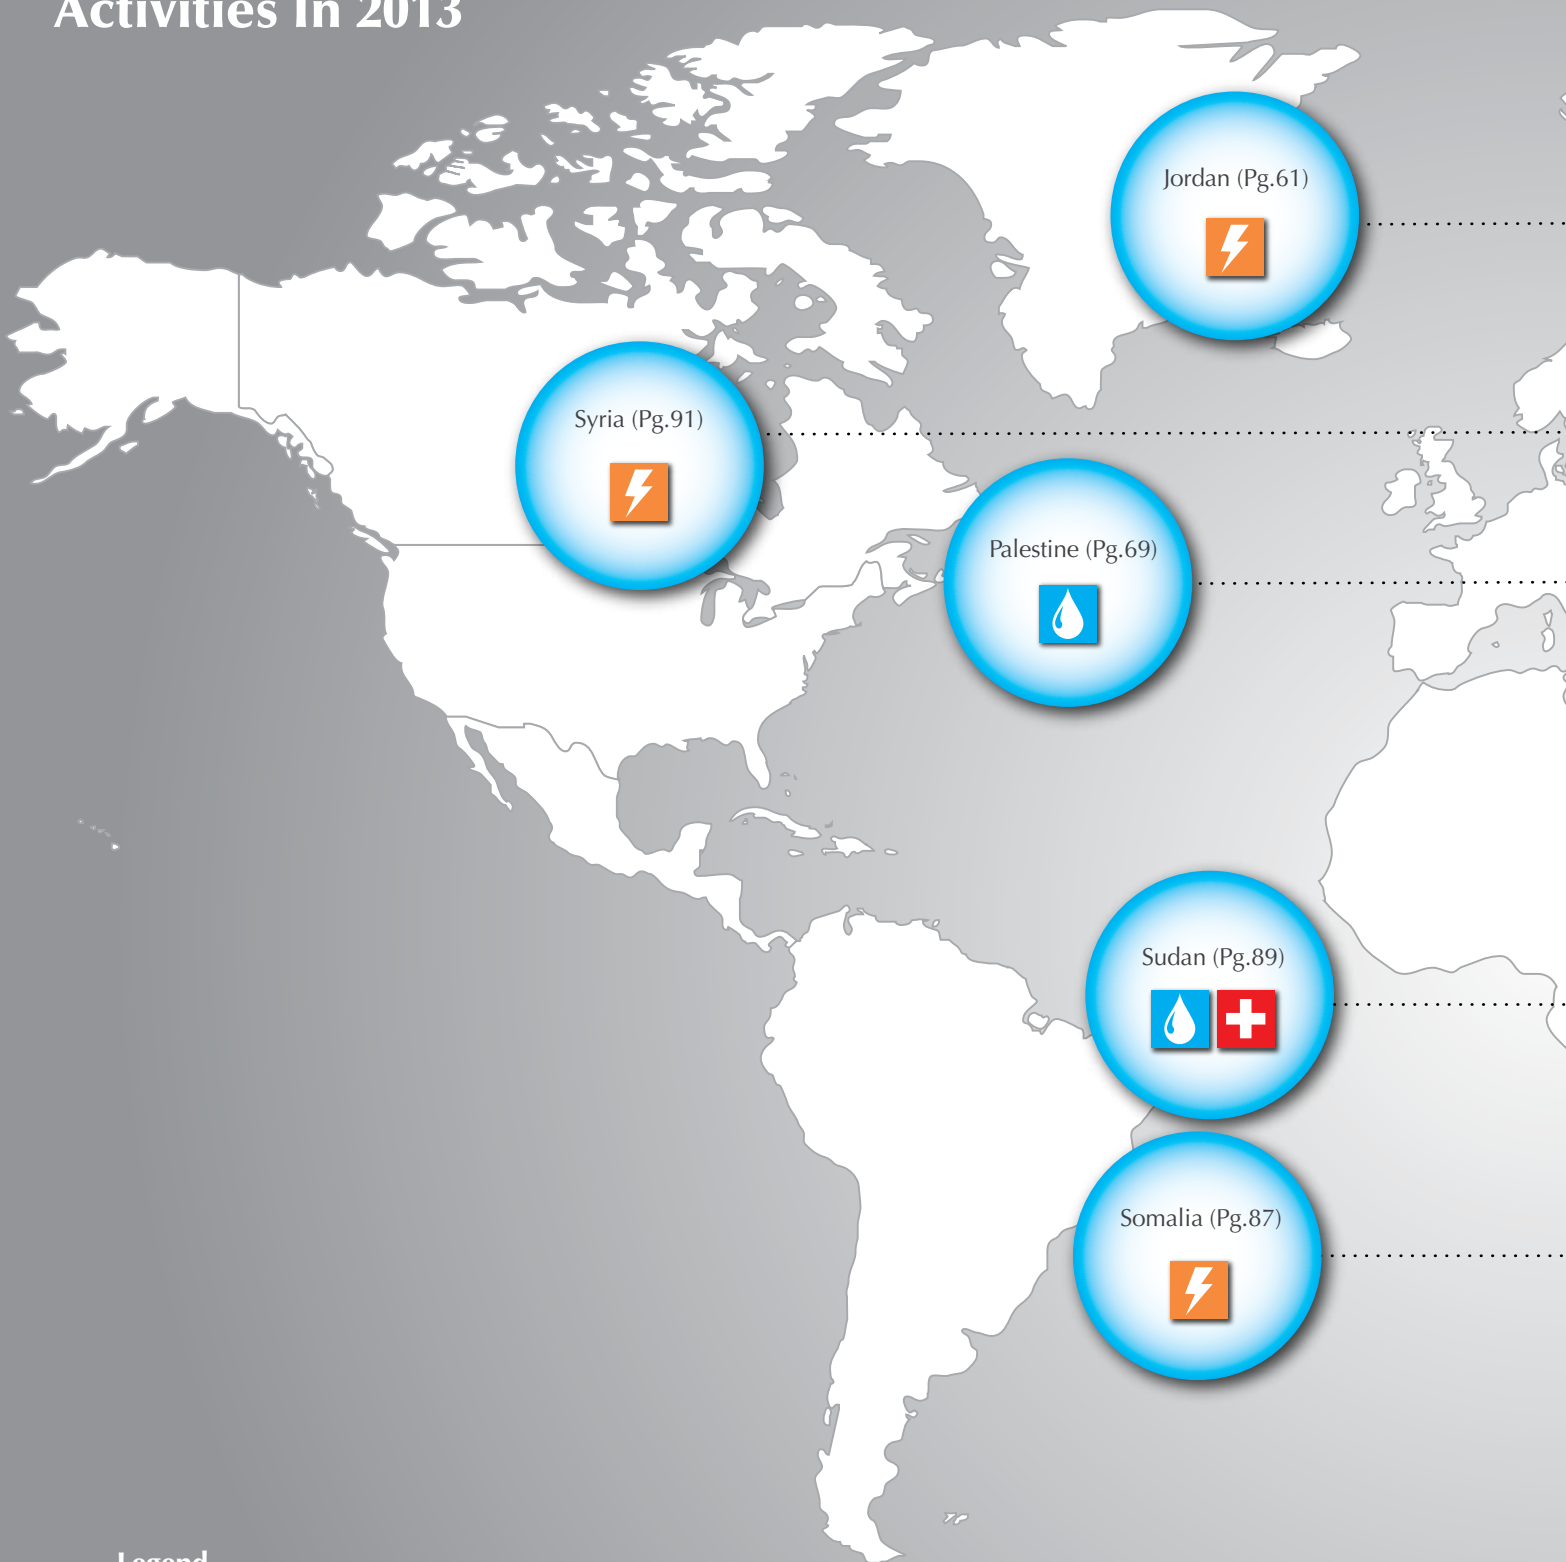 Activities In 2013
Jordan (Pg.61)
Syria (Pg.91)
Palestine (Pg.69)
Sudan (Pg.89)
Somalia (Pg.87)
Legend